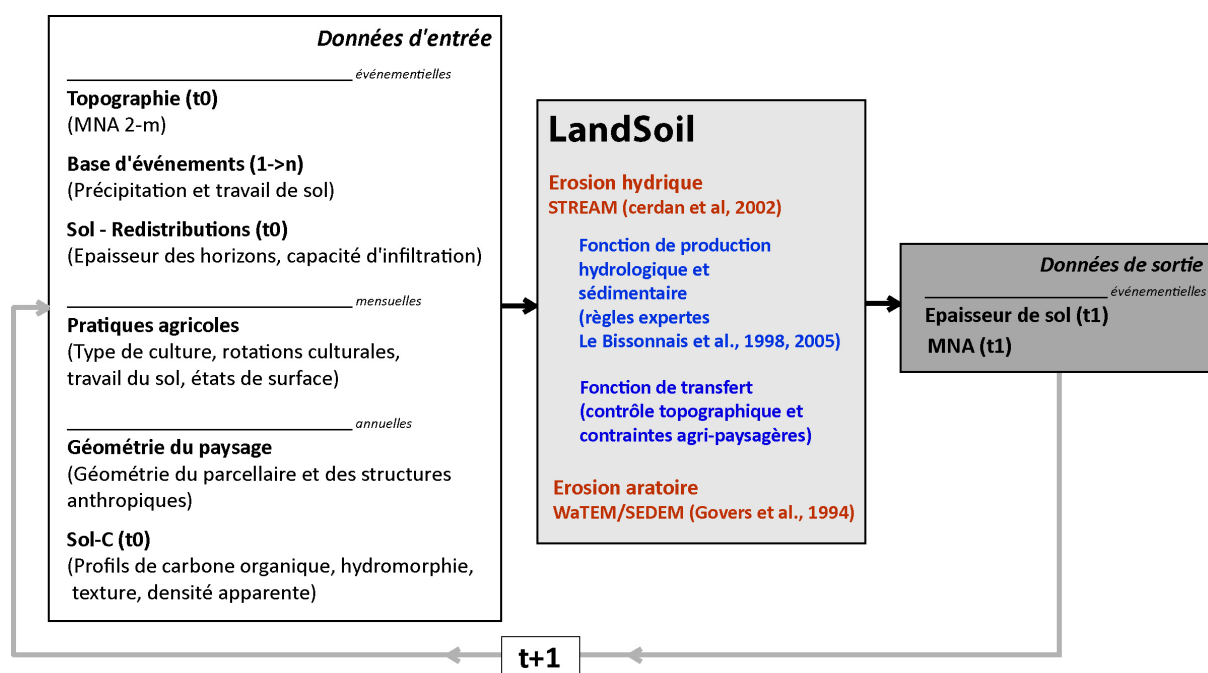 Données d'entrée
événementielles
Topographie (t0)
(MNA 2-m)
Base d'événements (1->n)
(Précipitation et travail de sol)
Sol - Redistributions (t0)
(Epaisseur des horizons, capacité d'infiltration)
mensuelles
Pratiques agricoles
(Type de culture, rotations culturales,
travail du sol, états de surface)
annuelles
Géométrie du paysage
(Géométrie du parcellaire et des structures
anthropiques)
Sol-C (t0)
(Profils de carbone organique, hydromorphie,
texture, densité apparente)
LandSoil
Erosion hydrique
STREAM (cerdan et al, 2002)
Fonction de production
hydrologique et
sédimentaire
(règles expertes
Le Bissonnais et al., 1998, 2005)
Fonction de transfert
(contrôle topographique et
contraintes agri-paysagères)
Erosion aratoire
WaTEM/SEDEM (Govers et al., 1994)
Données de sortie
événementielles
Epaisseur de sol (t1)
MNA (t1)
t+1